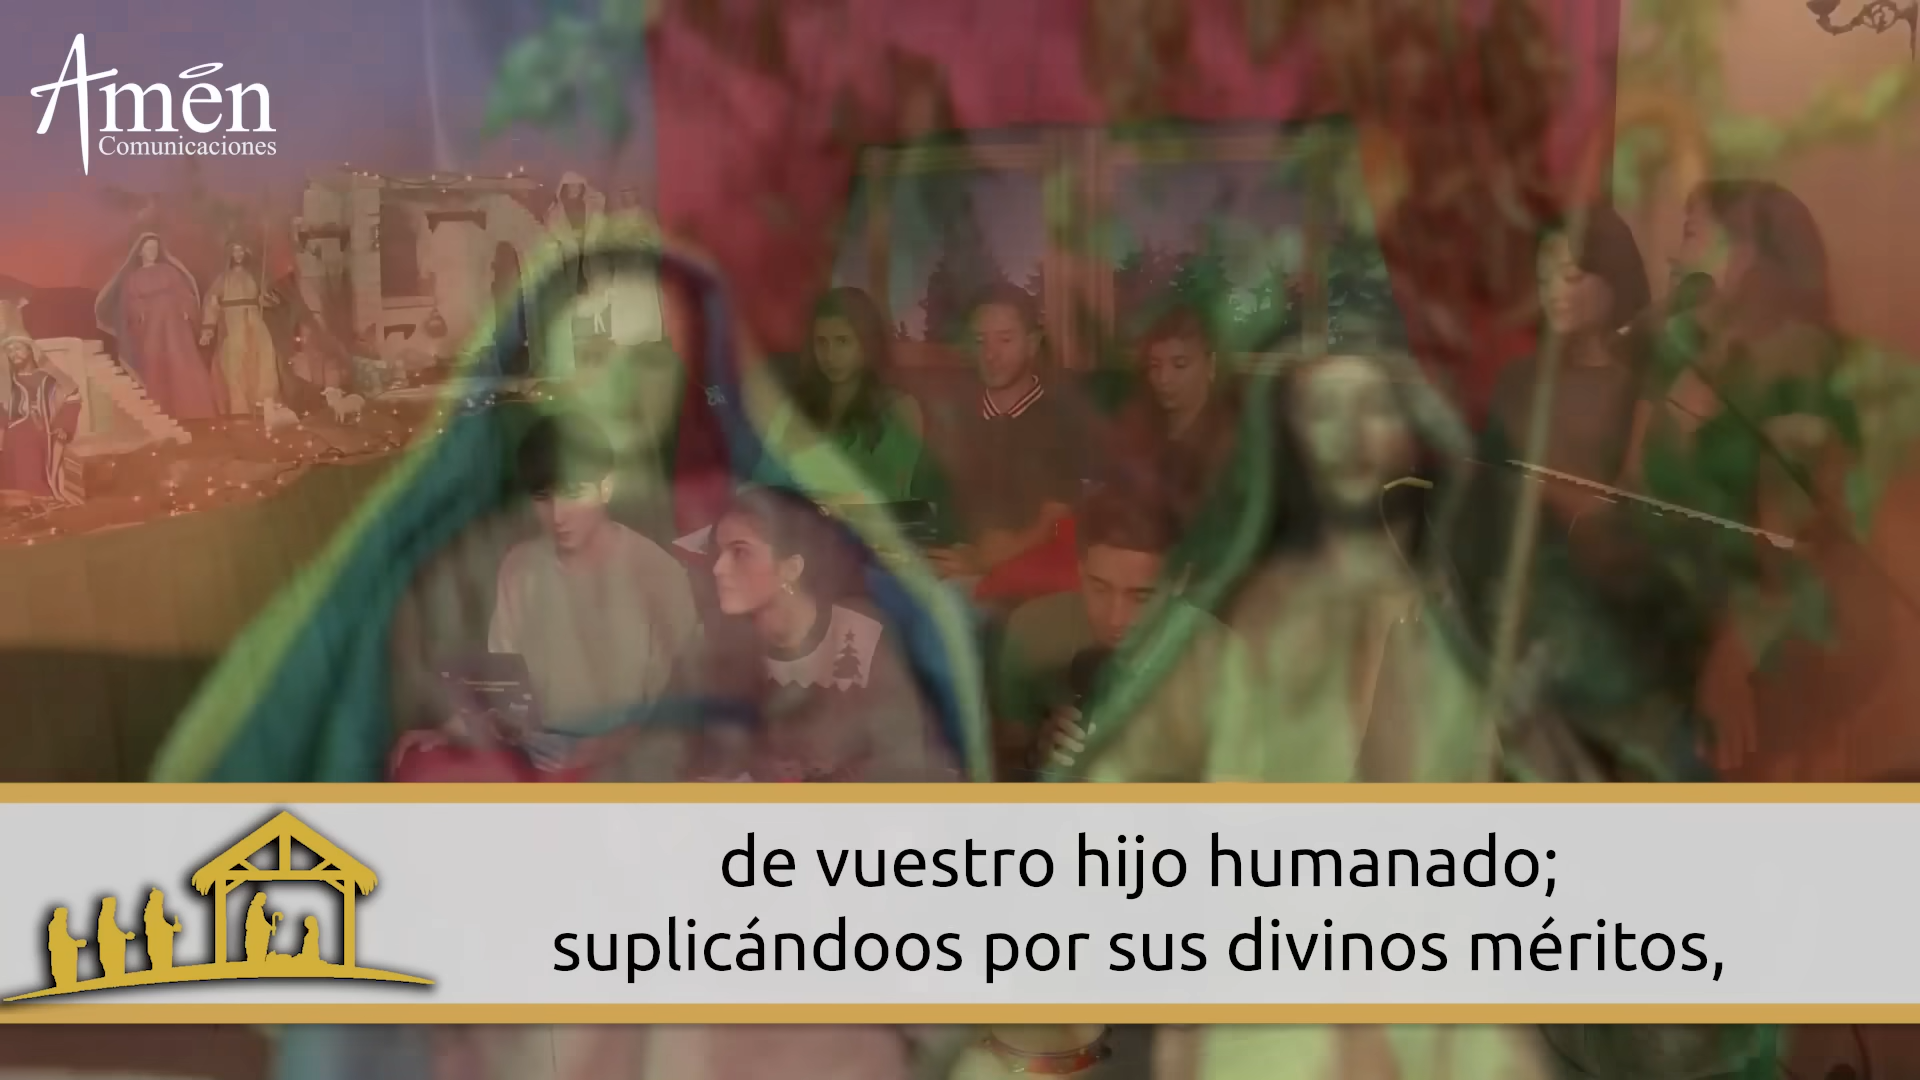 Amén
Comunicaciones
de vuestro hijo humanado;
suplicándoos por sus divinos méritos,